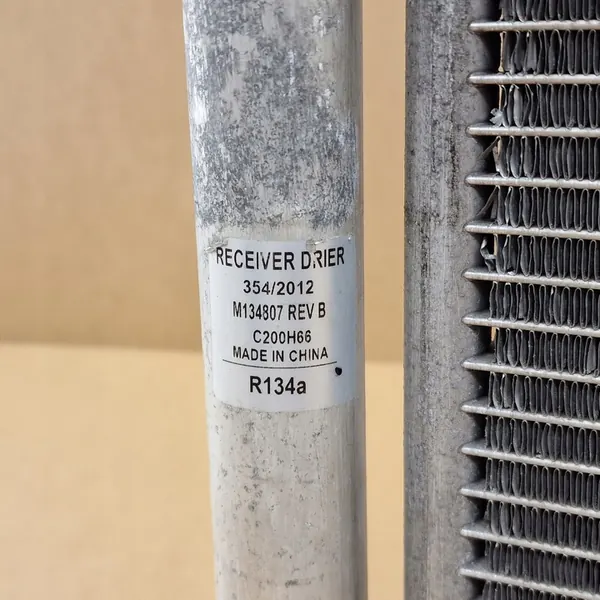 RECEIVER DRIER
354/2012
M134807 REV B
C200H66
MADE IN CHINA
R134a